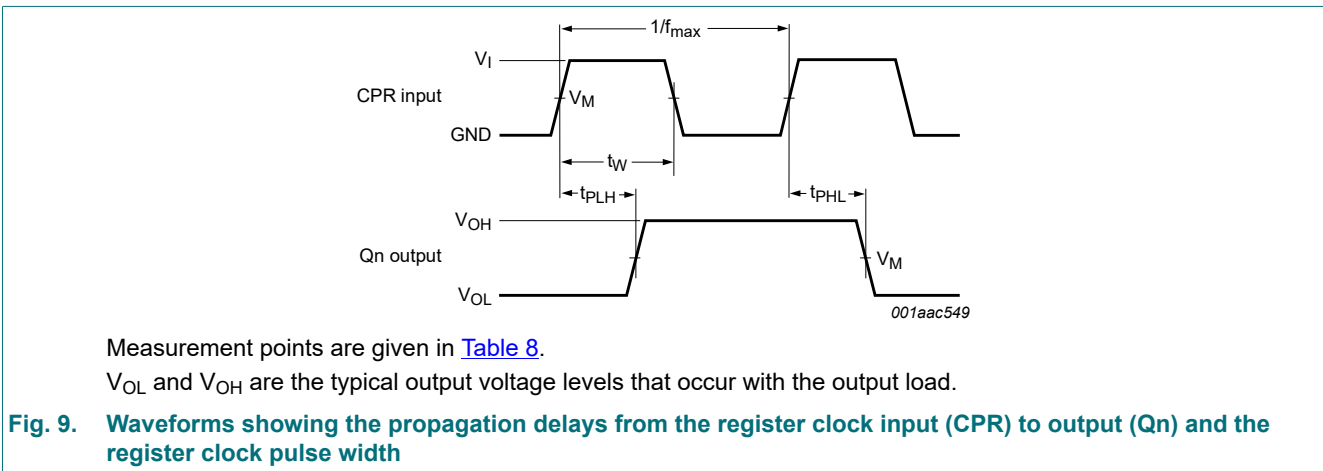 1/fmax
VI
CPR input
VM
GND
tW
tPLH
tPHL
VOH
Qn output
VM
VOL
001aac549
Measurement points are given in Table 8.
VOL and VOH are the typical output voltage levels that occur with the output load.
Fig. 9. Waveforms showing the propagation delays from the register clock input (CPR) to output (Qn) and the
register clock pulse width